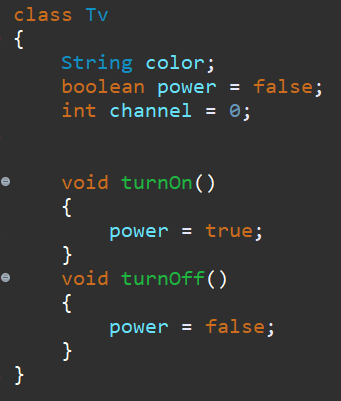 class Tv
{
    String color;
    boolean power = false;
    int channel = 0;
    void turnOn()
    {
        power = true;
    }
    void turnOff()
    {
        power = false;
    }
}